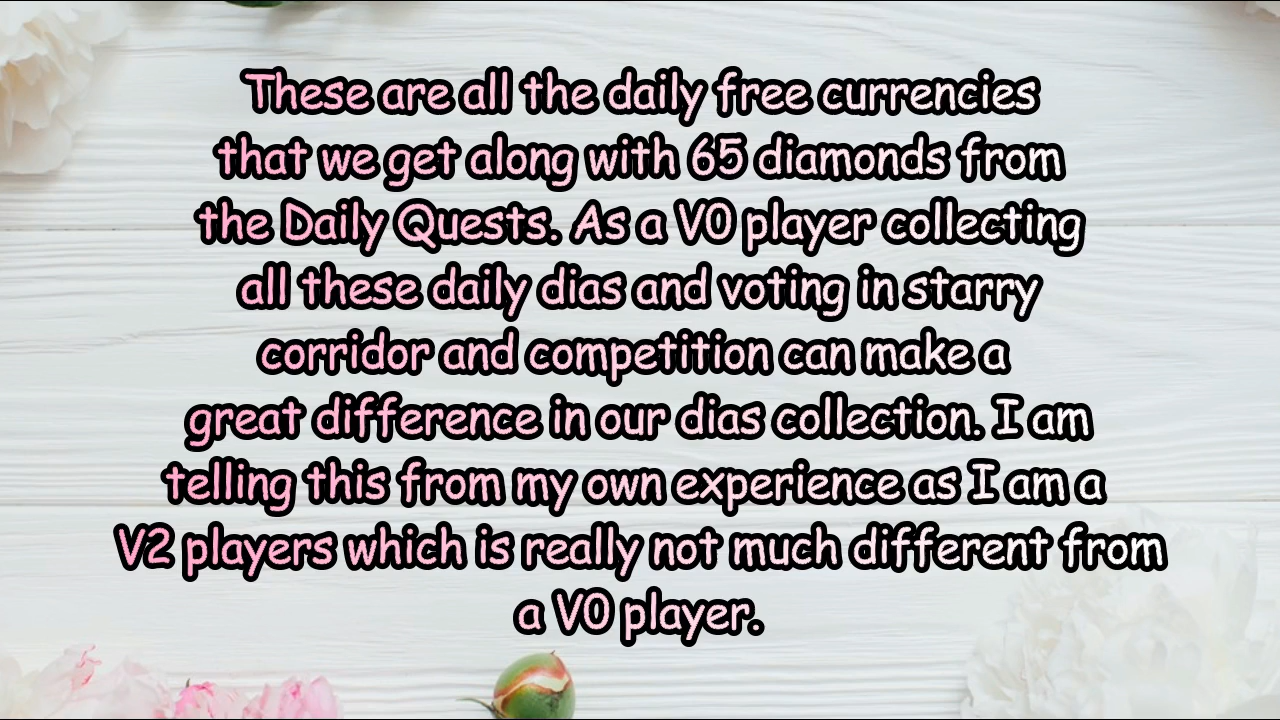 These are all the daily free currencies
that we get along with 65 diamonds from
the Daily Quests. As a V0 player collecting
all these daily dias and voting in starry
corridor and competition can make a
great difference in our dias collection. I am
telling this from my own experience as I am a
V2 players which is really not much different from
a V0 player.